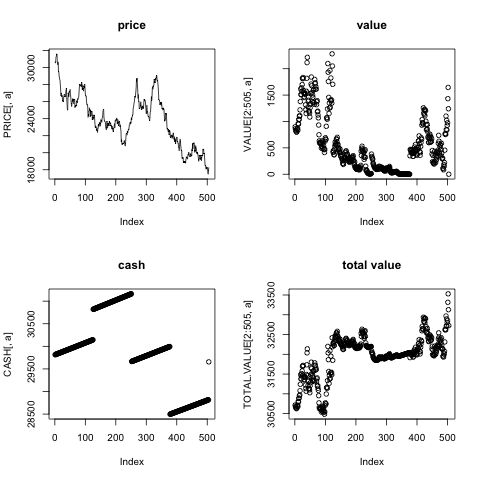 price
PRICE[, a]
30000
24000
18000
0 100 200 300 400 500
Index
value
VALUE[2:505, a]
1500
500
0
0 100 200 300 400 500
Index
cash
CASH[, a]
30500
29500
28500
0 100 200 300 400 500
Index
total value
TOTAL.VALUE[2:505, a]
33500
32500
31500
30500
0 100 200 300 400 500
Index